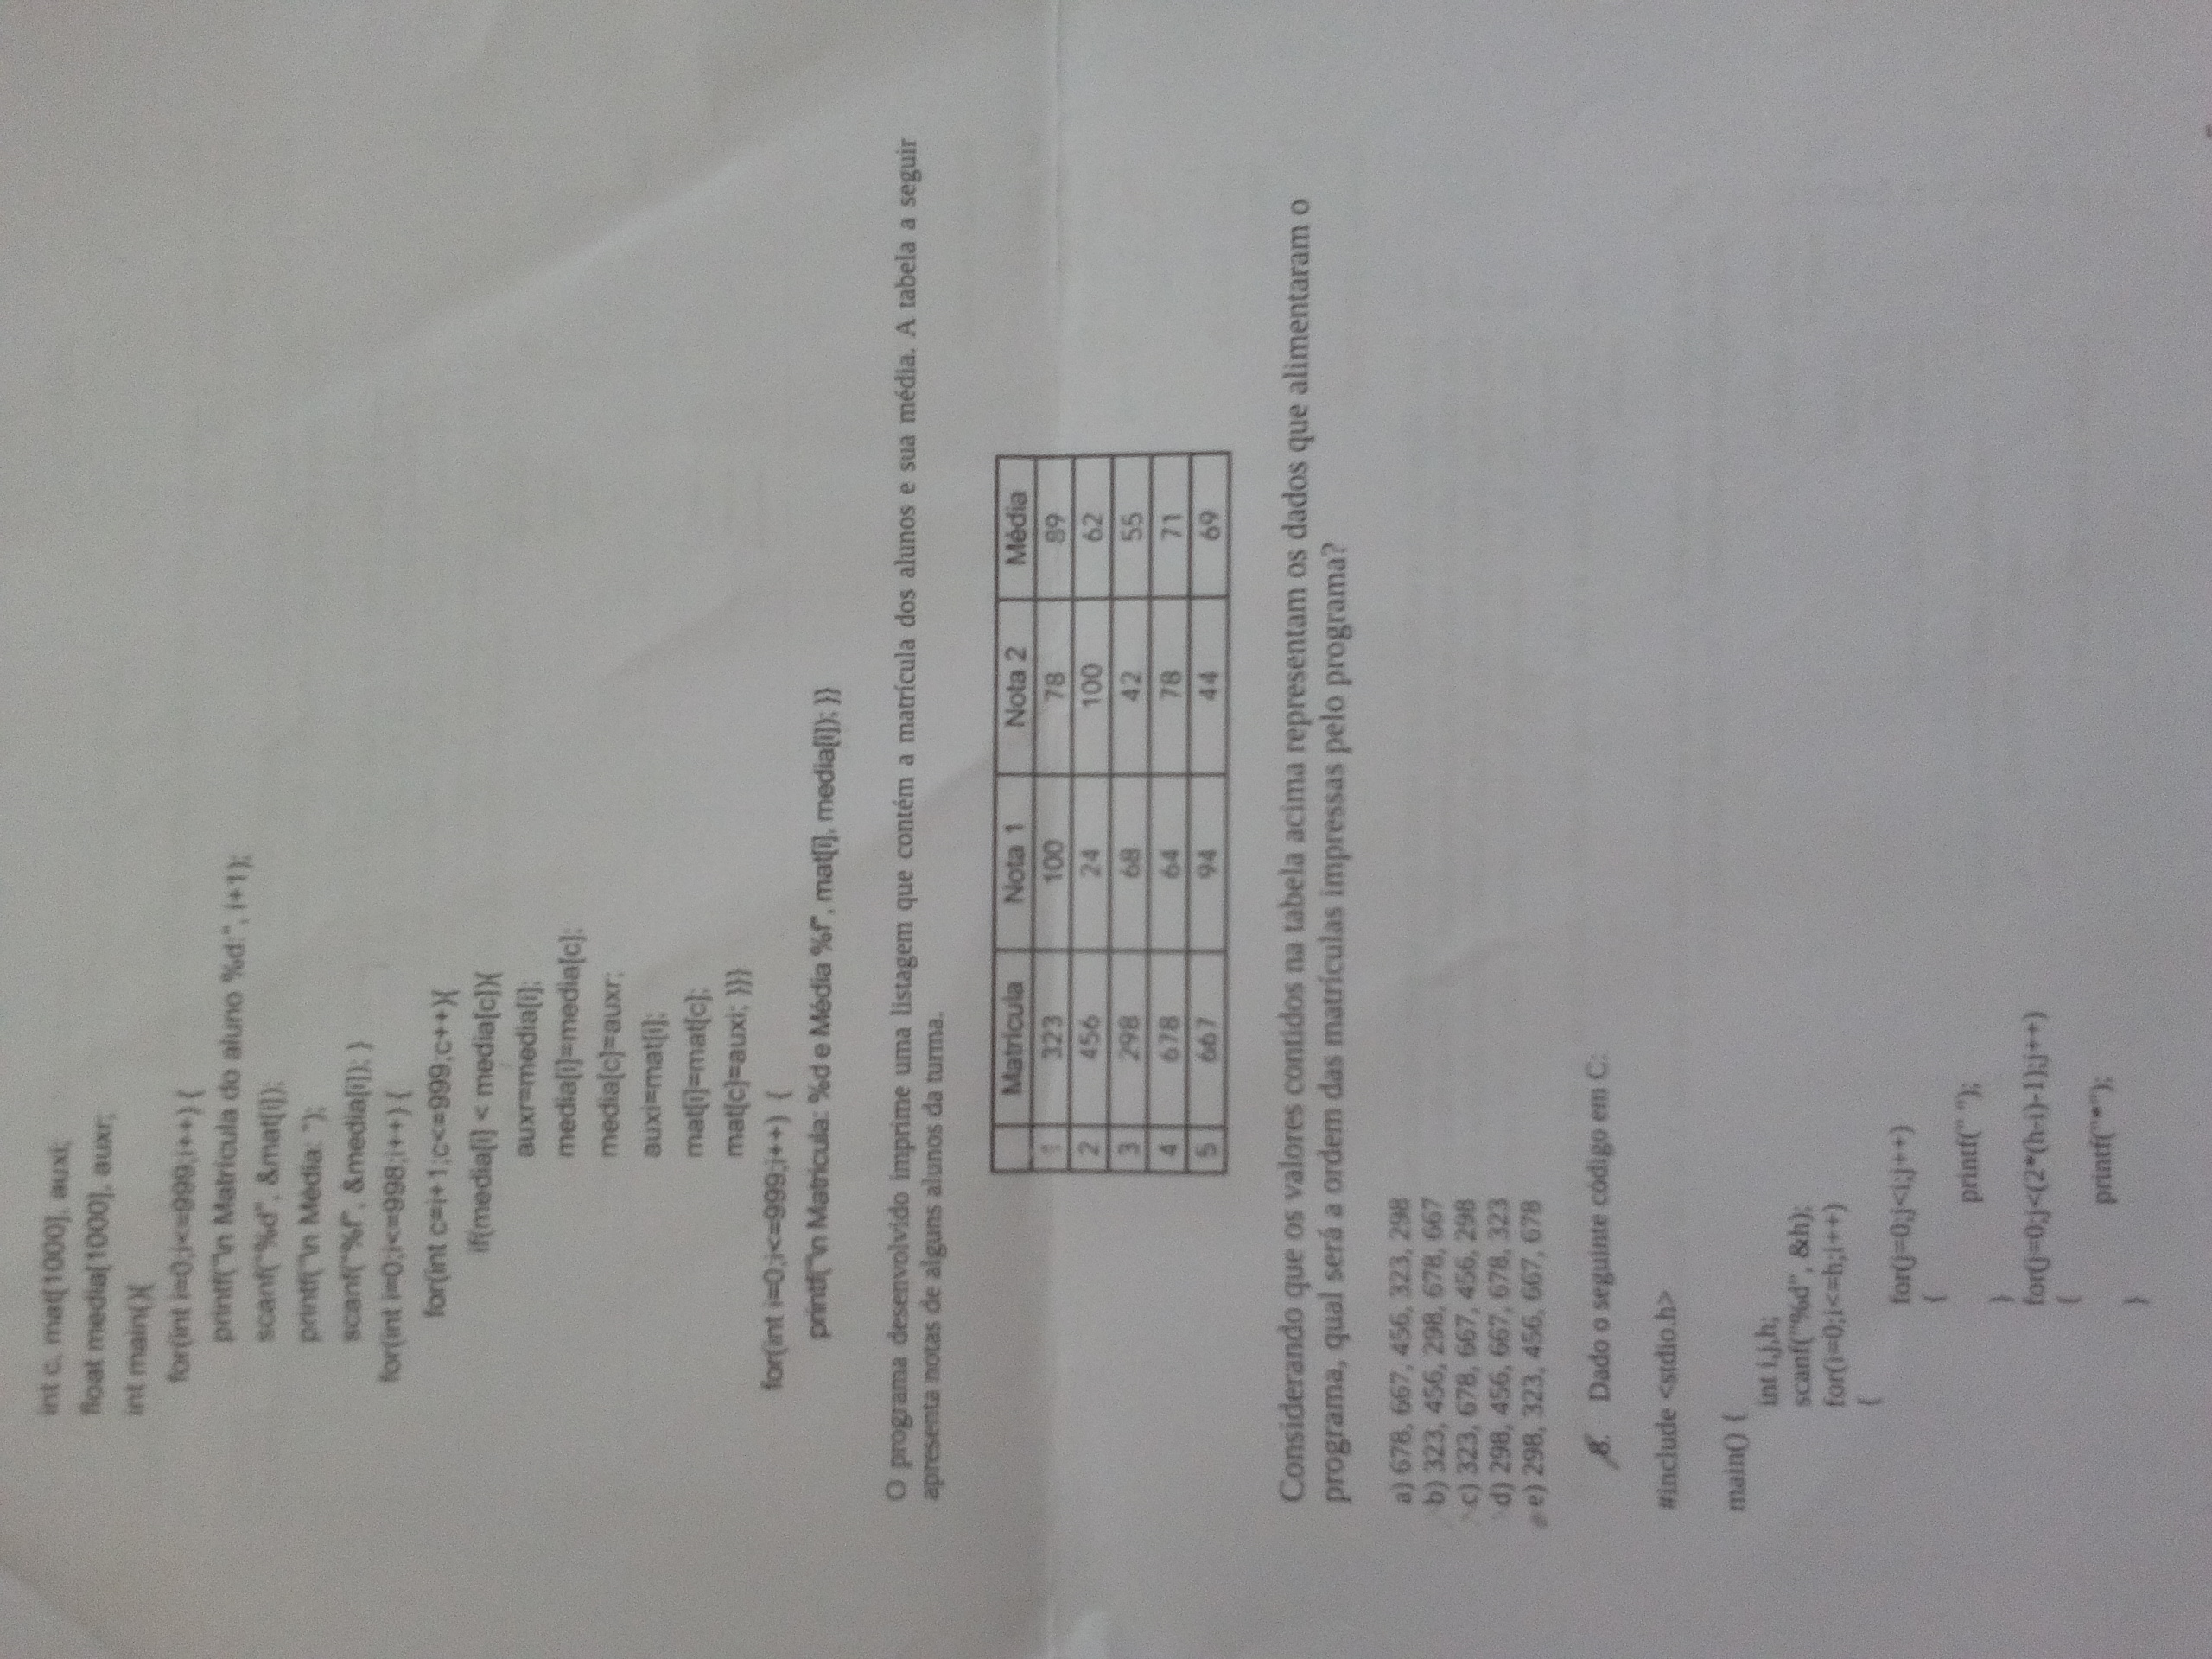 int c, mat[1000], auxi;
float media[1000], auxr;
int main(){
for(int i=0;i<=999;i++) {
printf("\n Matrícula do aluno %d:", i+1);
scanf("%d", &mat[i]);
printf("\n Média: ");
scanf("%f", &media[i]); }
for(int i=0;i<=998;i++) {
for(int c=i+1;c<=999;c++){
if(media[i] < media[c]){
auxr=media[i];
media[i]=media[c];
media[c]=auxr;
auxi=mat[i];
mat[i]=mat[c];
mat[c]=auxi; }}}
for(int i=0;i<=999;i++) {
printf("\n Matricula: %d e Média %f", mat[i], media[i]); }}
O programa desenvolvido imprime uma listagem que contém a matrícula dos alunos e sua média. A tabela a seguir
apresenta notas de alguns alunos da turma.
Matrícula Nota 1 Nota 2 Média
1 323 100 78 89
2 456 24 100 62
3 298 68 42 55
4 678 64 78 71
5 667 94 44 69
Considerando que os valores contidos na tabela acima representam os dados que alimentaram o
programa, qual será a ordem das matrículas impressas pelo programa?
a) 678, 667, 456, 323, 298
b) 323, 456, 298, 678, 667
c) 323, 678, 667, 456, 298
d) 298, 456, 667, 678, 323
e) 298, 323, 456, 667, 678
8. Dado o seguinte código em C:
#include <stdio.h>
main() {
int i,j,h;
scanf("%d", &h);
for(i=0;i<=h;i++)
{
for(j=0;j<i;j++)
{
printf(" ");
}
for(j=0;j<(2*(h-i)-1);j++)
{
printf("*");
}